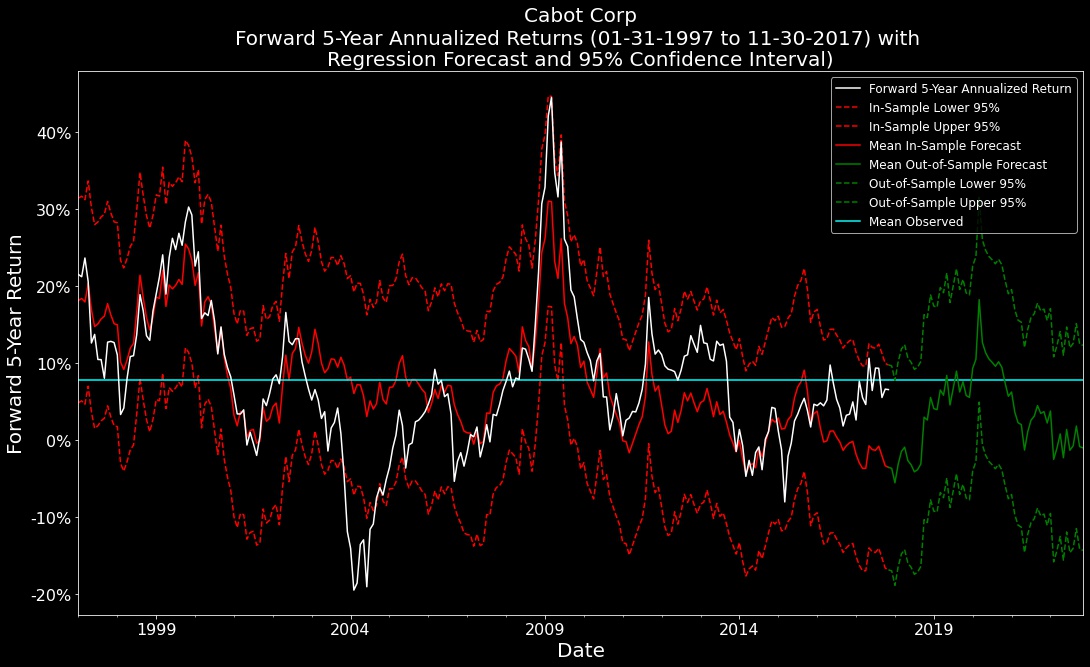 Cabot Corp
Forward 5-Year Annualized Returns (01-31-1997 to 11-30-2017) with
Regression Forecast and 95% Confidence Interval)
Forward 5-Year Annualized Return
In-Sample Lower 95%
In-Sample Upper 95%
Mean In-Sample Forecast
Mean Out-of-Sample Forecast
Out-of-Sample Lower 95%
Out-of-Sample Upper 95%
Mean Observed
Forward 5-Year Return
40%
30%
20%
10%
0%
-10%
-20%
1999
2004
2009
2014
2019
Date